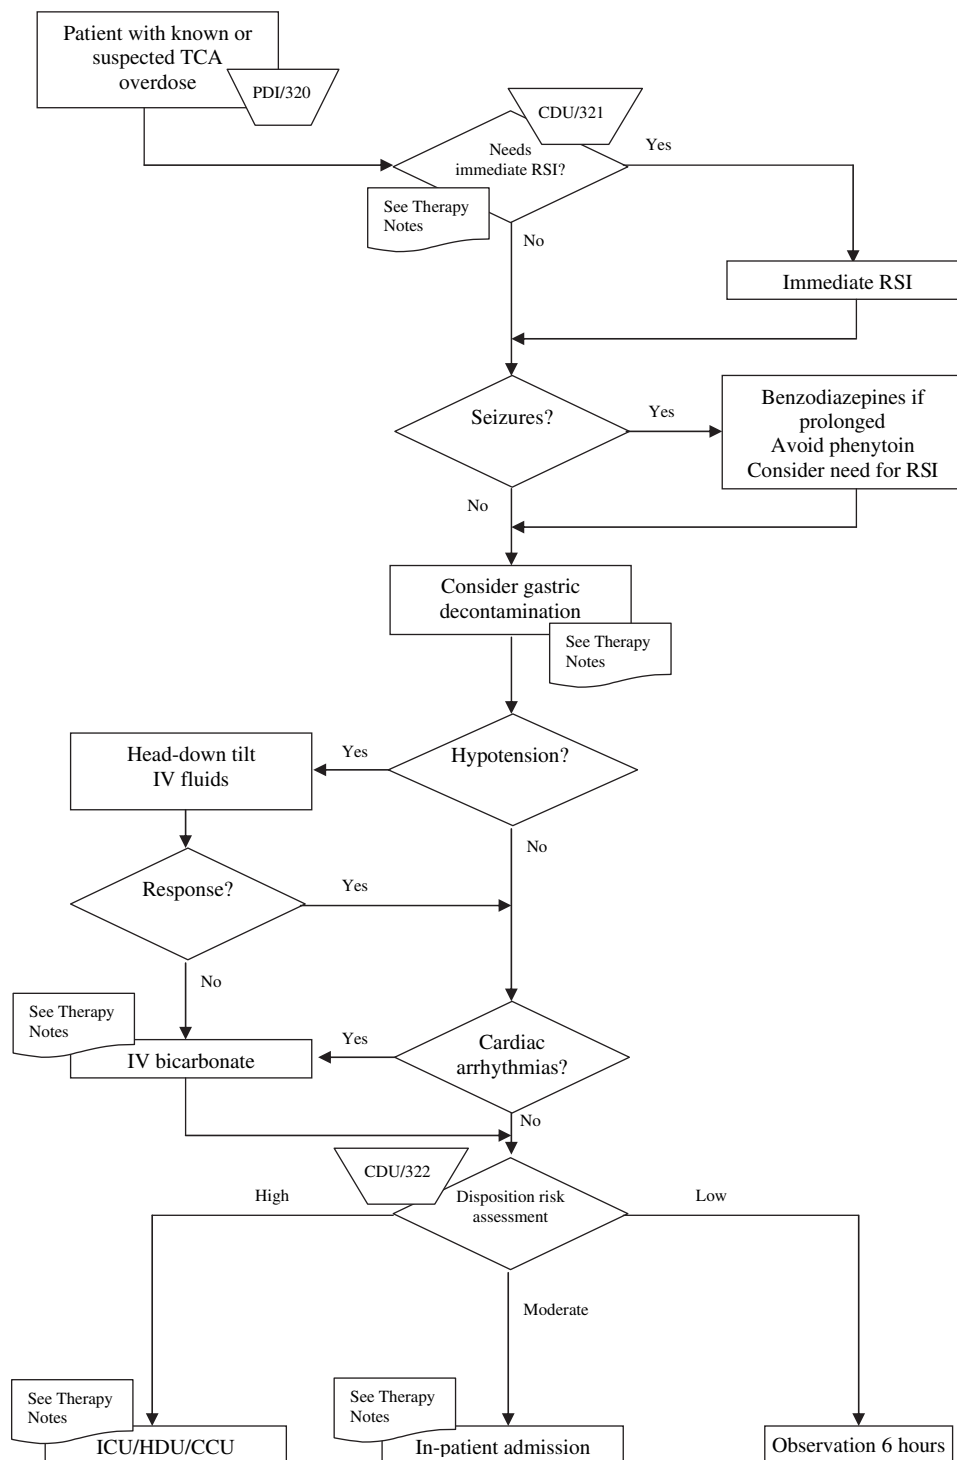 Patient with known or
suspected TCA
overdose
PDI/320
CDU/321
Needs
immediate RSI?
Yes
See Therapy
Notes
No
Immediate RSI
Seizures?
Yes
Benzodiazepines if
prolonged
Avoid phenytoin
Consider need for RSI
No
Consider gastric
decontamination
See Therapy
Notes
Hypotension?
Yes
Head-down tilt
IV fluids
No
Response?
Yes
No
See Therapy
Notes
IV bicarbonate
Yes
Cardiac
arrhythmias?
No
CDU/322
Disposition risk
assessment
High
Low
Moderate
See Therapy
Notes
ICU/HDU/CCU
See Therapy
Notes
In-patient admission
Observation 6 hours